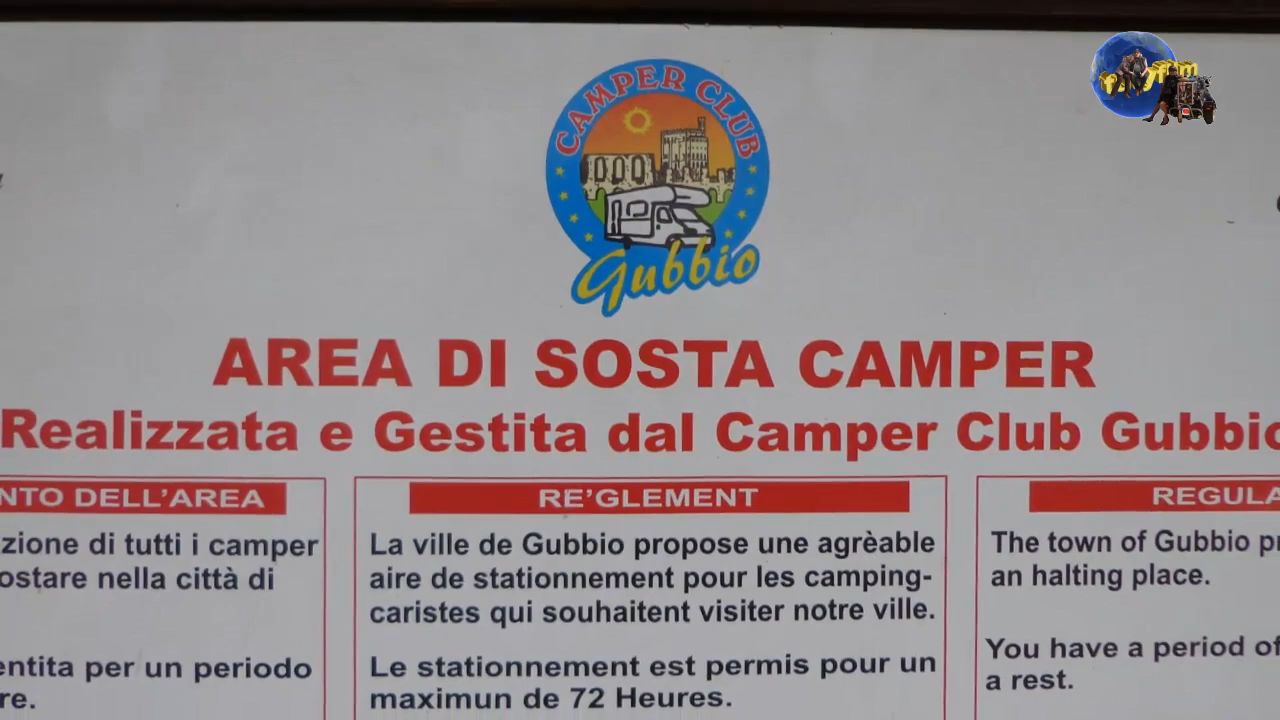 CAMPER CLUB
Gubbio
AREA DI SOSTA CAMPER
Realizzata e Gestita dal Camper Club Gubbio
NTO DELL'AREA
zione di tutti i camper
ostare nella città di
entita per un periodo
re.
RE'GLEMENT
La ville de Gubbio propose une agrèable
aire de stationnement pour les camping-
caristes qui souhaitent visiter notre ville.
Le stationnement est permis pour un
maximun de 72 Heures.
REGULA
The town of Gubbio pr
an halting place.
You have a period of
a rest.